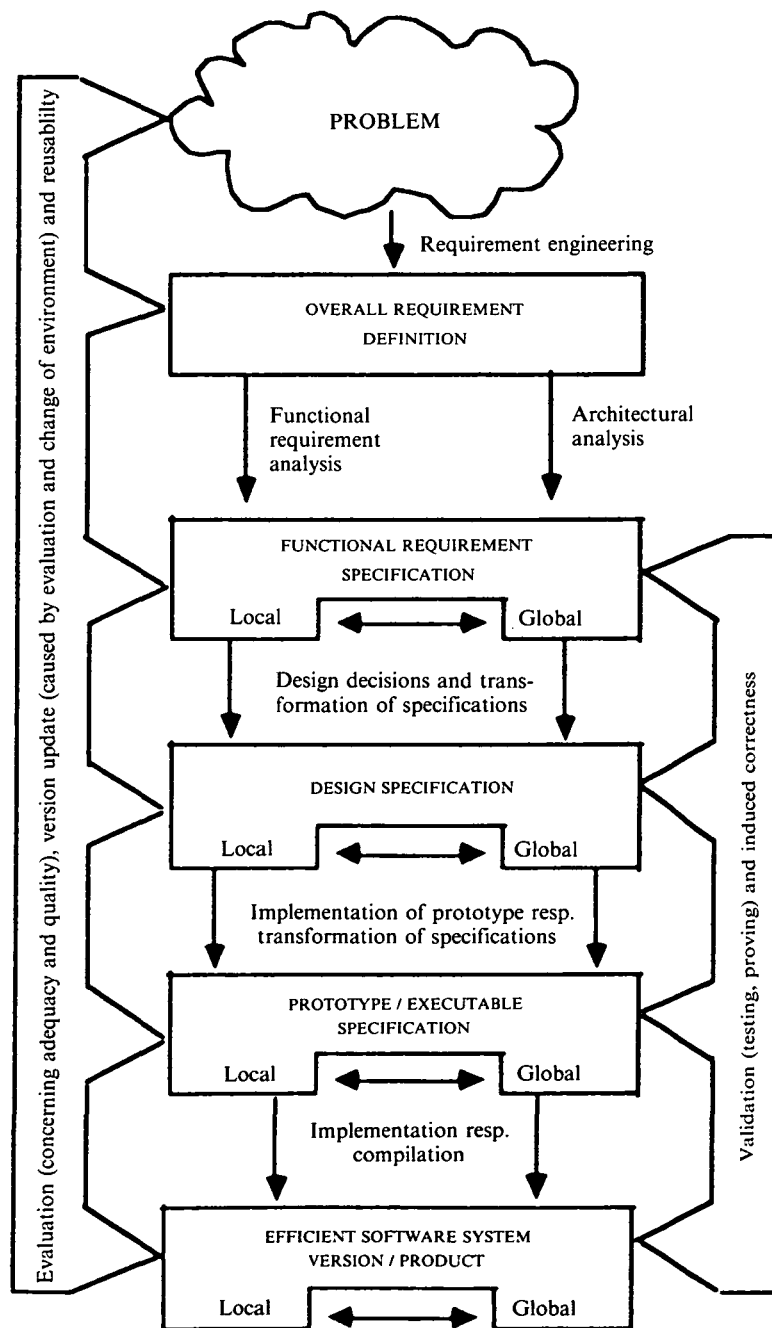 PROBLEM
Requirement engineering
OVERALL REQUIREMENT
DEFINITION
Functional
requirement
analysis
Architectural
analysis
FUNCTIONAL REQUIREMENT
SPECIFICATION
Local
Global
Design decisions and trans-
formation of specifications
DESIGN SPECIFICATION
Local
Global
Implementation of prototype resp.
transformation of specifications
PROTOTYPE / EXECUTABLE
SPECIFICATION
Local
Global
Implementation resp.
compilation
EFFICIENT SOFTWARE SYSTEM
VERSION / PRODUCT
Local
Global
Evaluation (concerning adequacy and quality), version update (caused by evaluation and change of environment) and reusablilty
Validation (testing, proving) and induced correctness